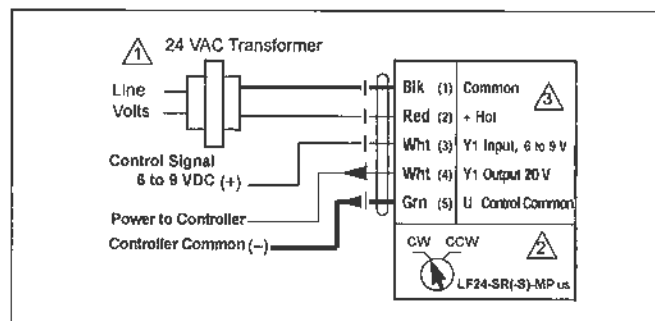 1 24 VAC Transformer
Line
Volts
Control Signal
6 to 9 VDC (+)
Power to Controller
Controller Common (–)
Blk (1) Common
3
Red (2) + Hot
Wht (3) Y1 Input, 6 to 9 V
Wht (4) Y1 Output 20 V
Grn (5) U Control Common
CW CCW
2
LF24-SR(-S)-MP us